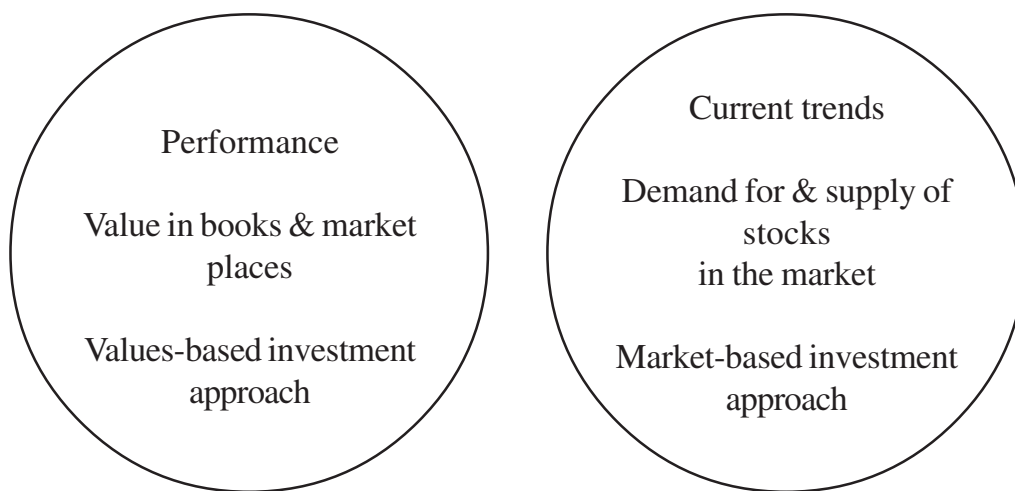 Performance
Value in books & market
places
Values-based investment
approach
Current trends
Demand for & supply of
stocks
in the market
Market-based investment
approach